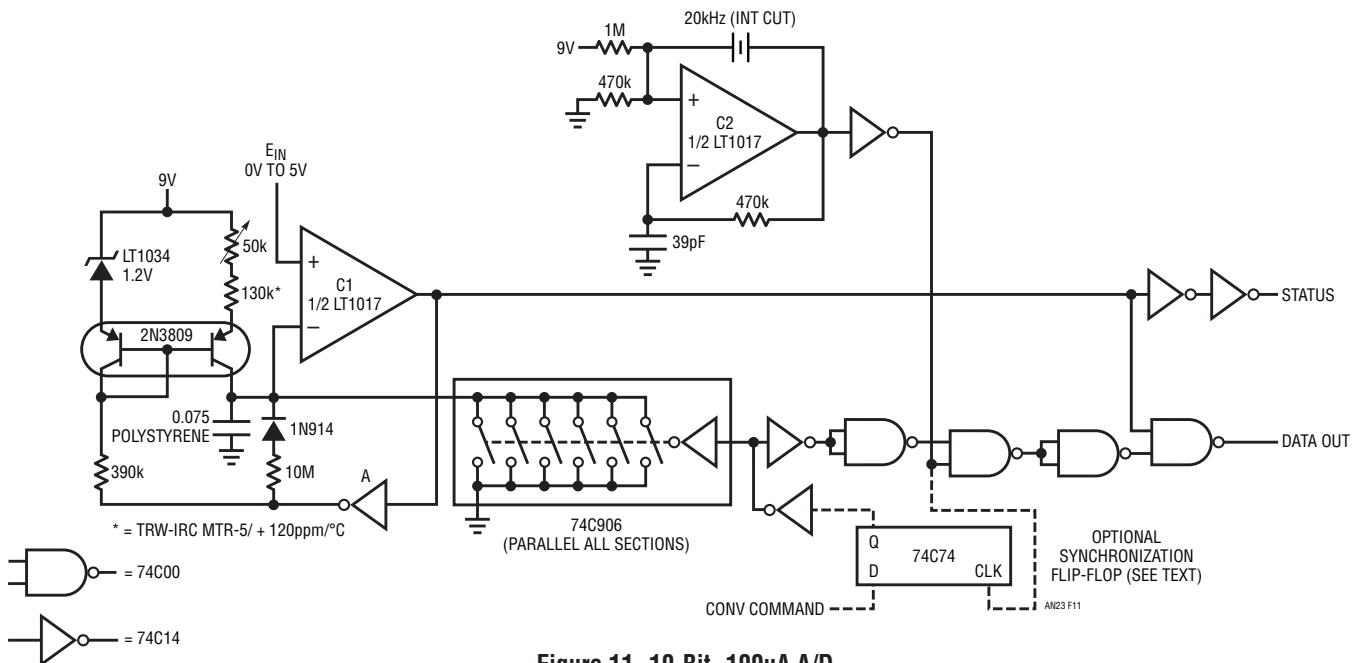 20kHz (INT CUT)
1M
9V
470k
+
C2
1/2 LT1017
–
470k
39pF
EIN
0V TO 5V
9V
LT1034
1.2V
50k
130k*
+
C1
1/2 LT1017
–
2N3809
0.075
POLYSTYRENE
1N914
390k
10M
A
* = TRW-IRC MTR-5/ + 120ppm/°C
74C906
(PARALLEL ALL SECTIONS)
STATUS
DATA OUT
Q
D
74C74
CLK
OPTIONAL
SYNCHRONIZATION
FLIP-FLOP (SEE TEXT)
CONV COMMAND
AN23 F11
= 74C00
= 74C14
Figure 11. 10-Bit, 100µA A/D